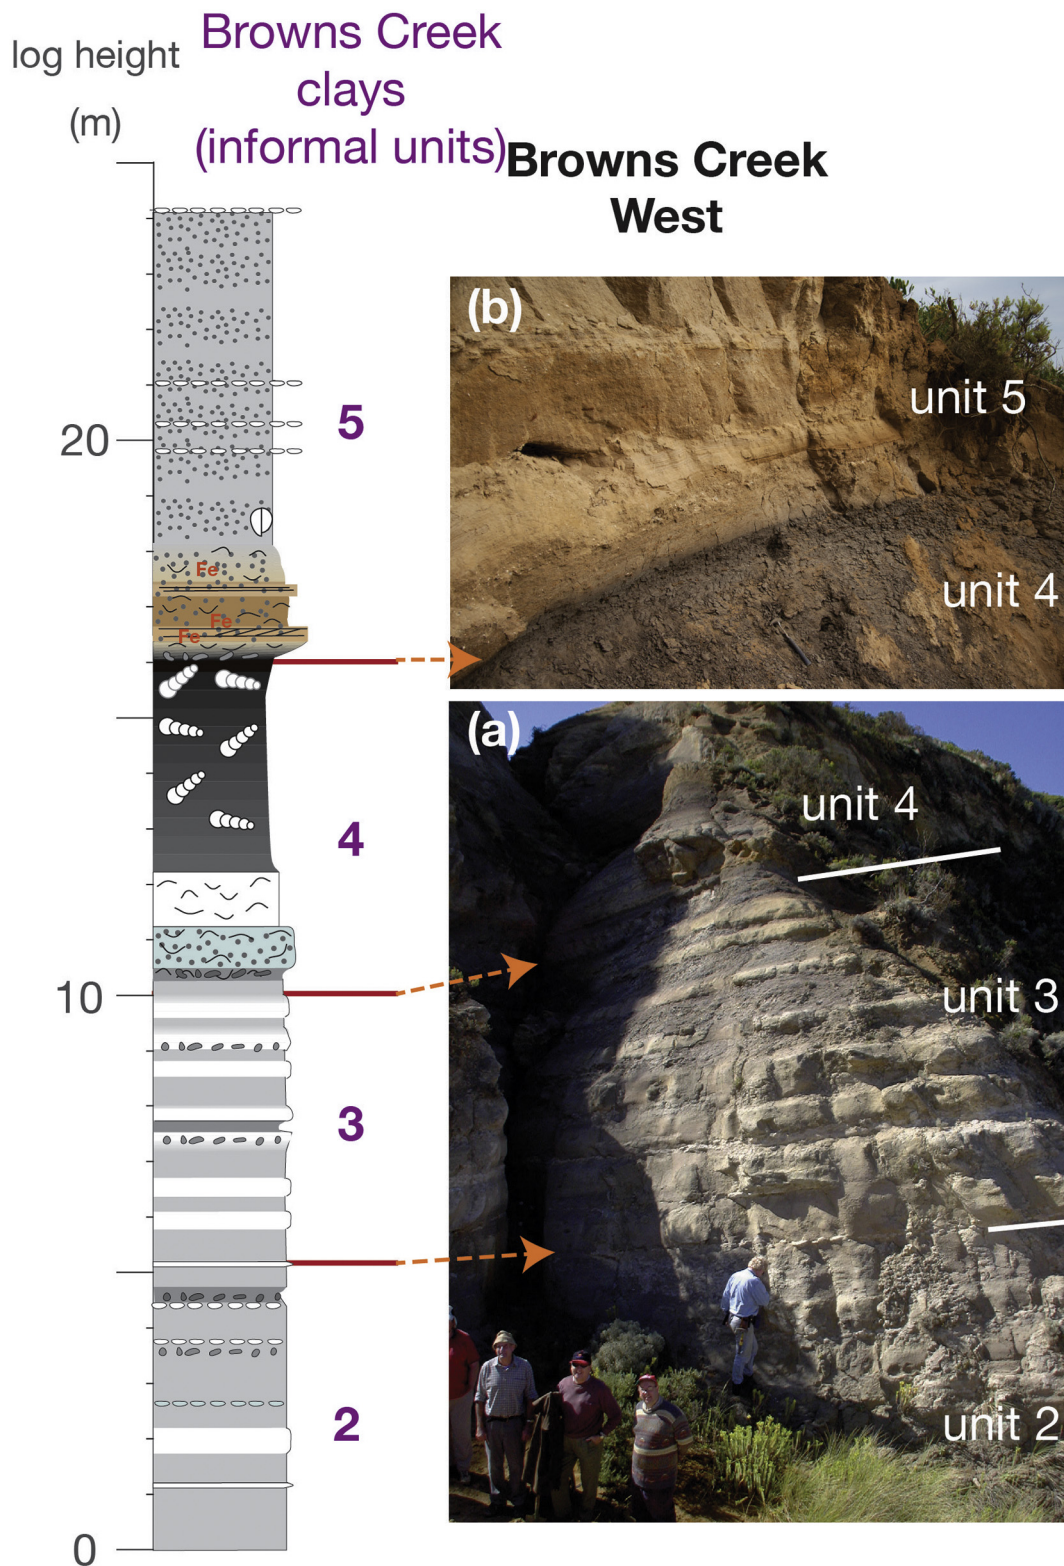 log height
(m)
Browns Creek
clays
(informal units)
Browns Creek
West
20
10
0
5
4
3
2
Fe
Fe
Fe
(b)
unit 5
unit 4
(a)
unit 4
unit 3
unit 2